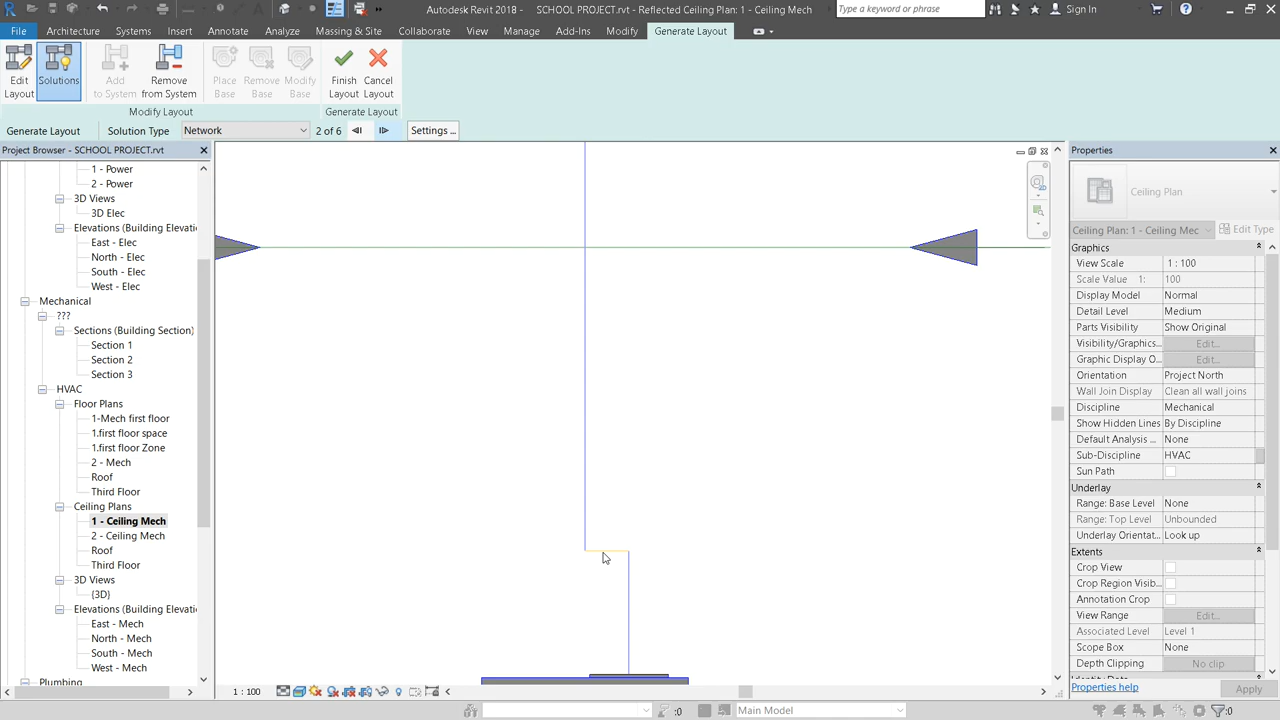 Autodesk Revit 2018 - SCHOOL PROJECT.rvt - Reflected Ceiling Plan: 1 - Ceiling Mech
Type a keyword or phrase
Sign In
File Architecture Systems Insert Annotate Analyze Massing & Site Collaborate View Manage Add-Ins Modify Generate Layout
Edit Layout
Solutions
Add to System
Remove from System
Place Base
Remove Base
Modify Base
Finish Layout
Cancel Layout
Modify Layout
Generate Layout
Generate Layout Solution Type Network 2 of 6 Settings ...
Project Browser - SCHOOL PROJECT.rvt
1 - Power
2 - Power
3D Views
3D Elec
Elevations (Building Elevati
East - Elec
North - Elec
South - Elec
West - Elec
Mechanical
???
Sections (Building Section)
Section 1
Section 2
Section 3
HVAC
Floor Plans
1-Mech first floor
1.first floor space
1.first floor Zone
2 - Mech
Roof
Third Floor
Ceiling Plans
1 - Ceiling Mech
2 - Ceiling Mech
Roof
Third Floor
3D Views
{3D}
Elevations (Building Elevati
East - Mech
North - Mech
South - Mech
West - Mech
Plumbing
Properties
Ceiling Plan
Ceiling Plan: 1 - Ceiling Mec Edit Type
Graphics
View Scale 1 : 100
Scale Value 1: 100
Display Model Normal
Detail Level Medium
Parts Visibility Show Original
Visibility/Graphics... Edit...
Graphic Display O... Edit...
Orientation Project North
Wall Join Display Clean all wall joins
Discipline Mechanical
Show Hidden Lines By Discipline
Default Analysis ... None
Sub-Discipline HVAC
Sun Path
Underlay
Range: Base Level None
Range: Top Level Unbounded
Underlay Orientat... Look up
Extents
Crop View
Crop Region Visib...
Annotation Crop
View Range Edit...
Associated Level Level 1
Scope Box None
Depth Clipping No clip
Properties help Apply
1 : 100
:0 Main Model :0